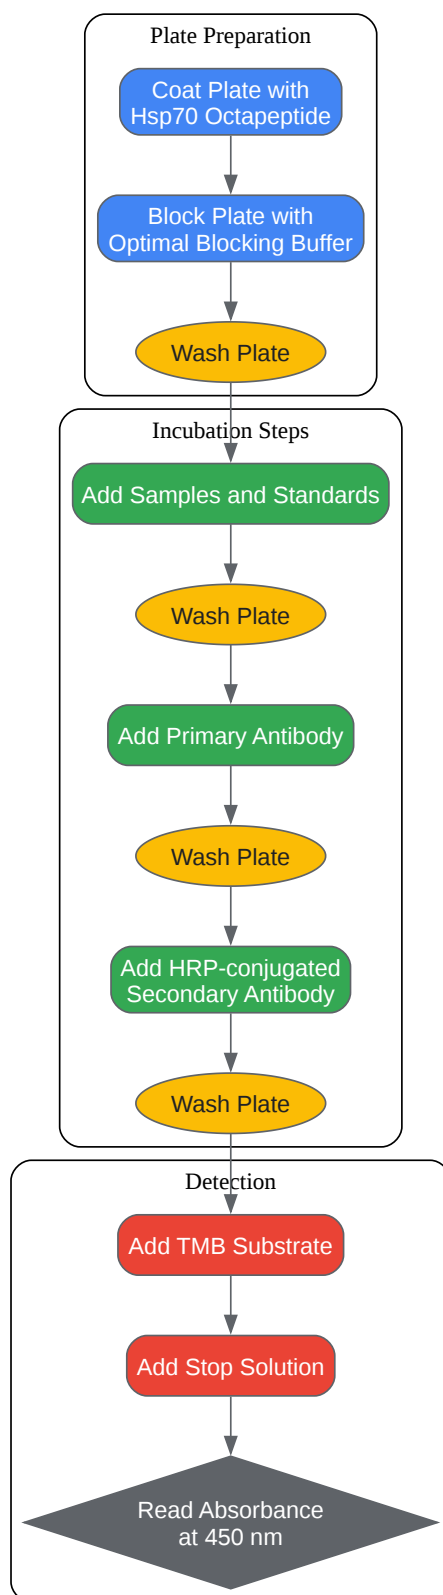 Plate Preparation
Coat Plate with
Hsp70 Octapeptide
Block Plate with
Optimal Blocking Buffer
Wash Plate
Incubation Steps
Add Samples and Standards
Wash Plate
Add Primary Antibody
Wash Plate
Add HRP-conjugated
Secondary Antibody
Wash Plate
Detection
Add TMB Substrate
Add Stop Solution
Read Absorbance
at 450 nm